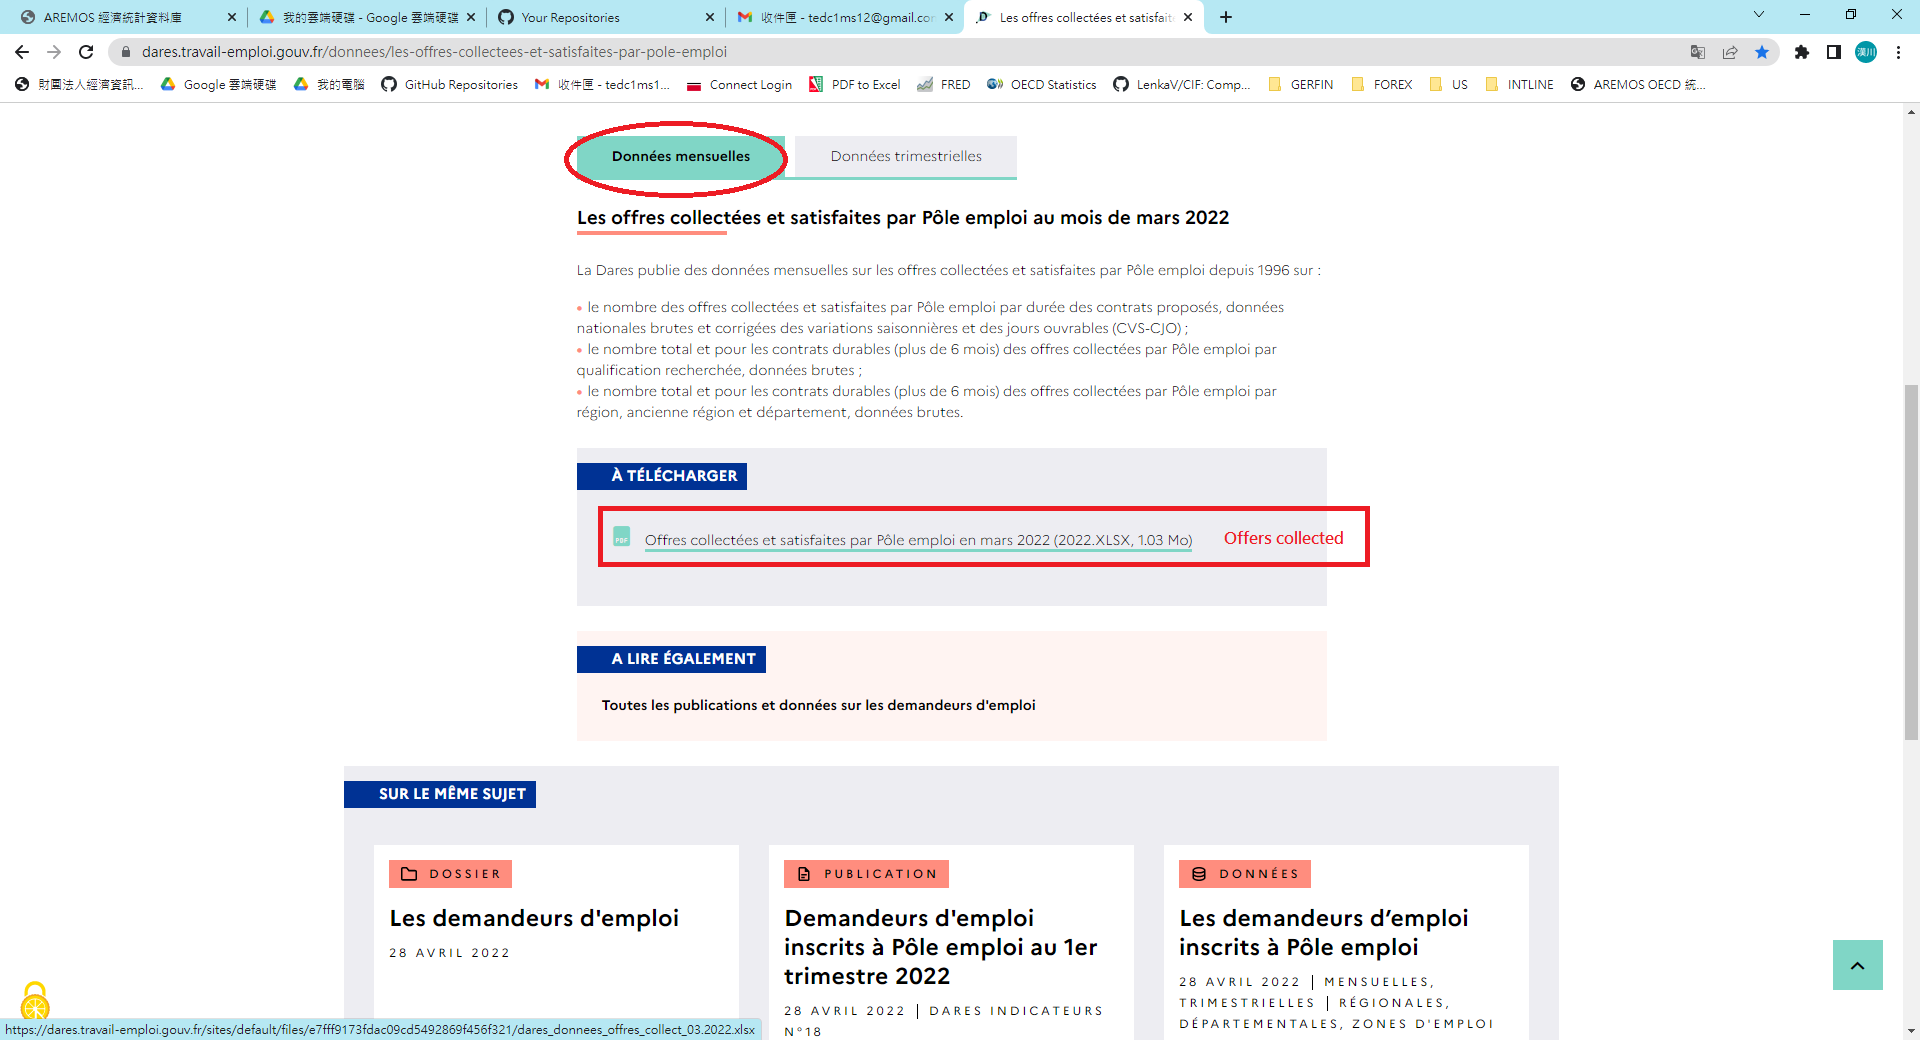 AREMOS 經濟統計資料庫
我的雲端硬碟 - Google 雲端硬碟
Your Repositories
收件匣 - tedc1ms12@gmail.co
Les offres collectées et satisfait
dares.travail-emploi.gouv.fr/donnees/les-offres-collectees-et-satisfaites-par-pole-emploi
漢川
財團法人經濟資訊...
Google 雲端硬碟
我的電腦
GitHub Repositories
收件匣 - tedc1ms1...
Connect Login
PDF to Excel
FRED
OECD Statistics
LenkaV/CIF: Comp...
GERFIN
FOREX
US
INTLINE
AREMOS OECD 統...
Données mensuelles
Données trimestrielles
Les offres collectées et satisfaites par Pôle emploi au mois de mars 2022
La Dares publie des données mensuelles sur les offres collectées et satisfaites par Pôle emploi depuis 1996 sur :
• le nombre des offres collectées et satisfaites par Pôle emploi par durée des contrats proposés, données
nationales brutes et corrigées des variations saisonnières et des jours ouvrables (CVS-CJO) ;
• le nombre total et pour les contrats durables (plus de 6 mois) des offres collectées par Pôle emploi par
qualification recherchée, données brutes ;
• le nombre total et pour les contrats durables (plus de 6 mois) des offres collectées par Pôle emploi par
région, ancienne région et département, données brutes.
À TÉLÉCHARGER
PDF
Offres collectées et satisfaites par Pôle emploi en mars 2022 (2022.XLSX, 1.03 Mo)
Offers collected
A LIRE ÉGALEMENT
Toutes les publications et données sur les demandeurs d'emploi
SUR LE MÊME SUJET
DOSSIER
Les demandeurs d'emploi
28 AVRIL 2022
PUBLICATION
Demandeurs d'emploi
inscrits à Pôle emploi au 1er
trimestre 2022
28 AVRIL 2022 | DARES INDICATEURS
N°18
DONNÉES
Les demandeurs d’emploi
inscrits à Pôle emploi
28 AVRIL 2022 | MENSUELLES,
TRIMESTRIELLES | RÉGIONALES,
DÉPARTEMENTALES, ZONES D'EMPLOI
https://dares.travail-emploi.gouv.fr/sites/default/files/e7fff9173fdac09cd5492869f456f321/dares_donnees_offres_collect_03.2022.xlsx